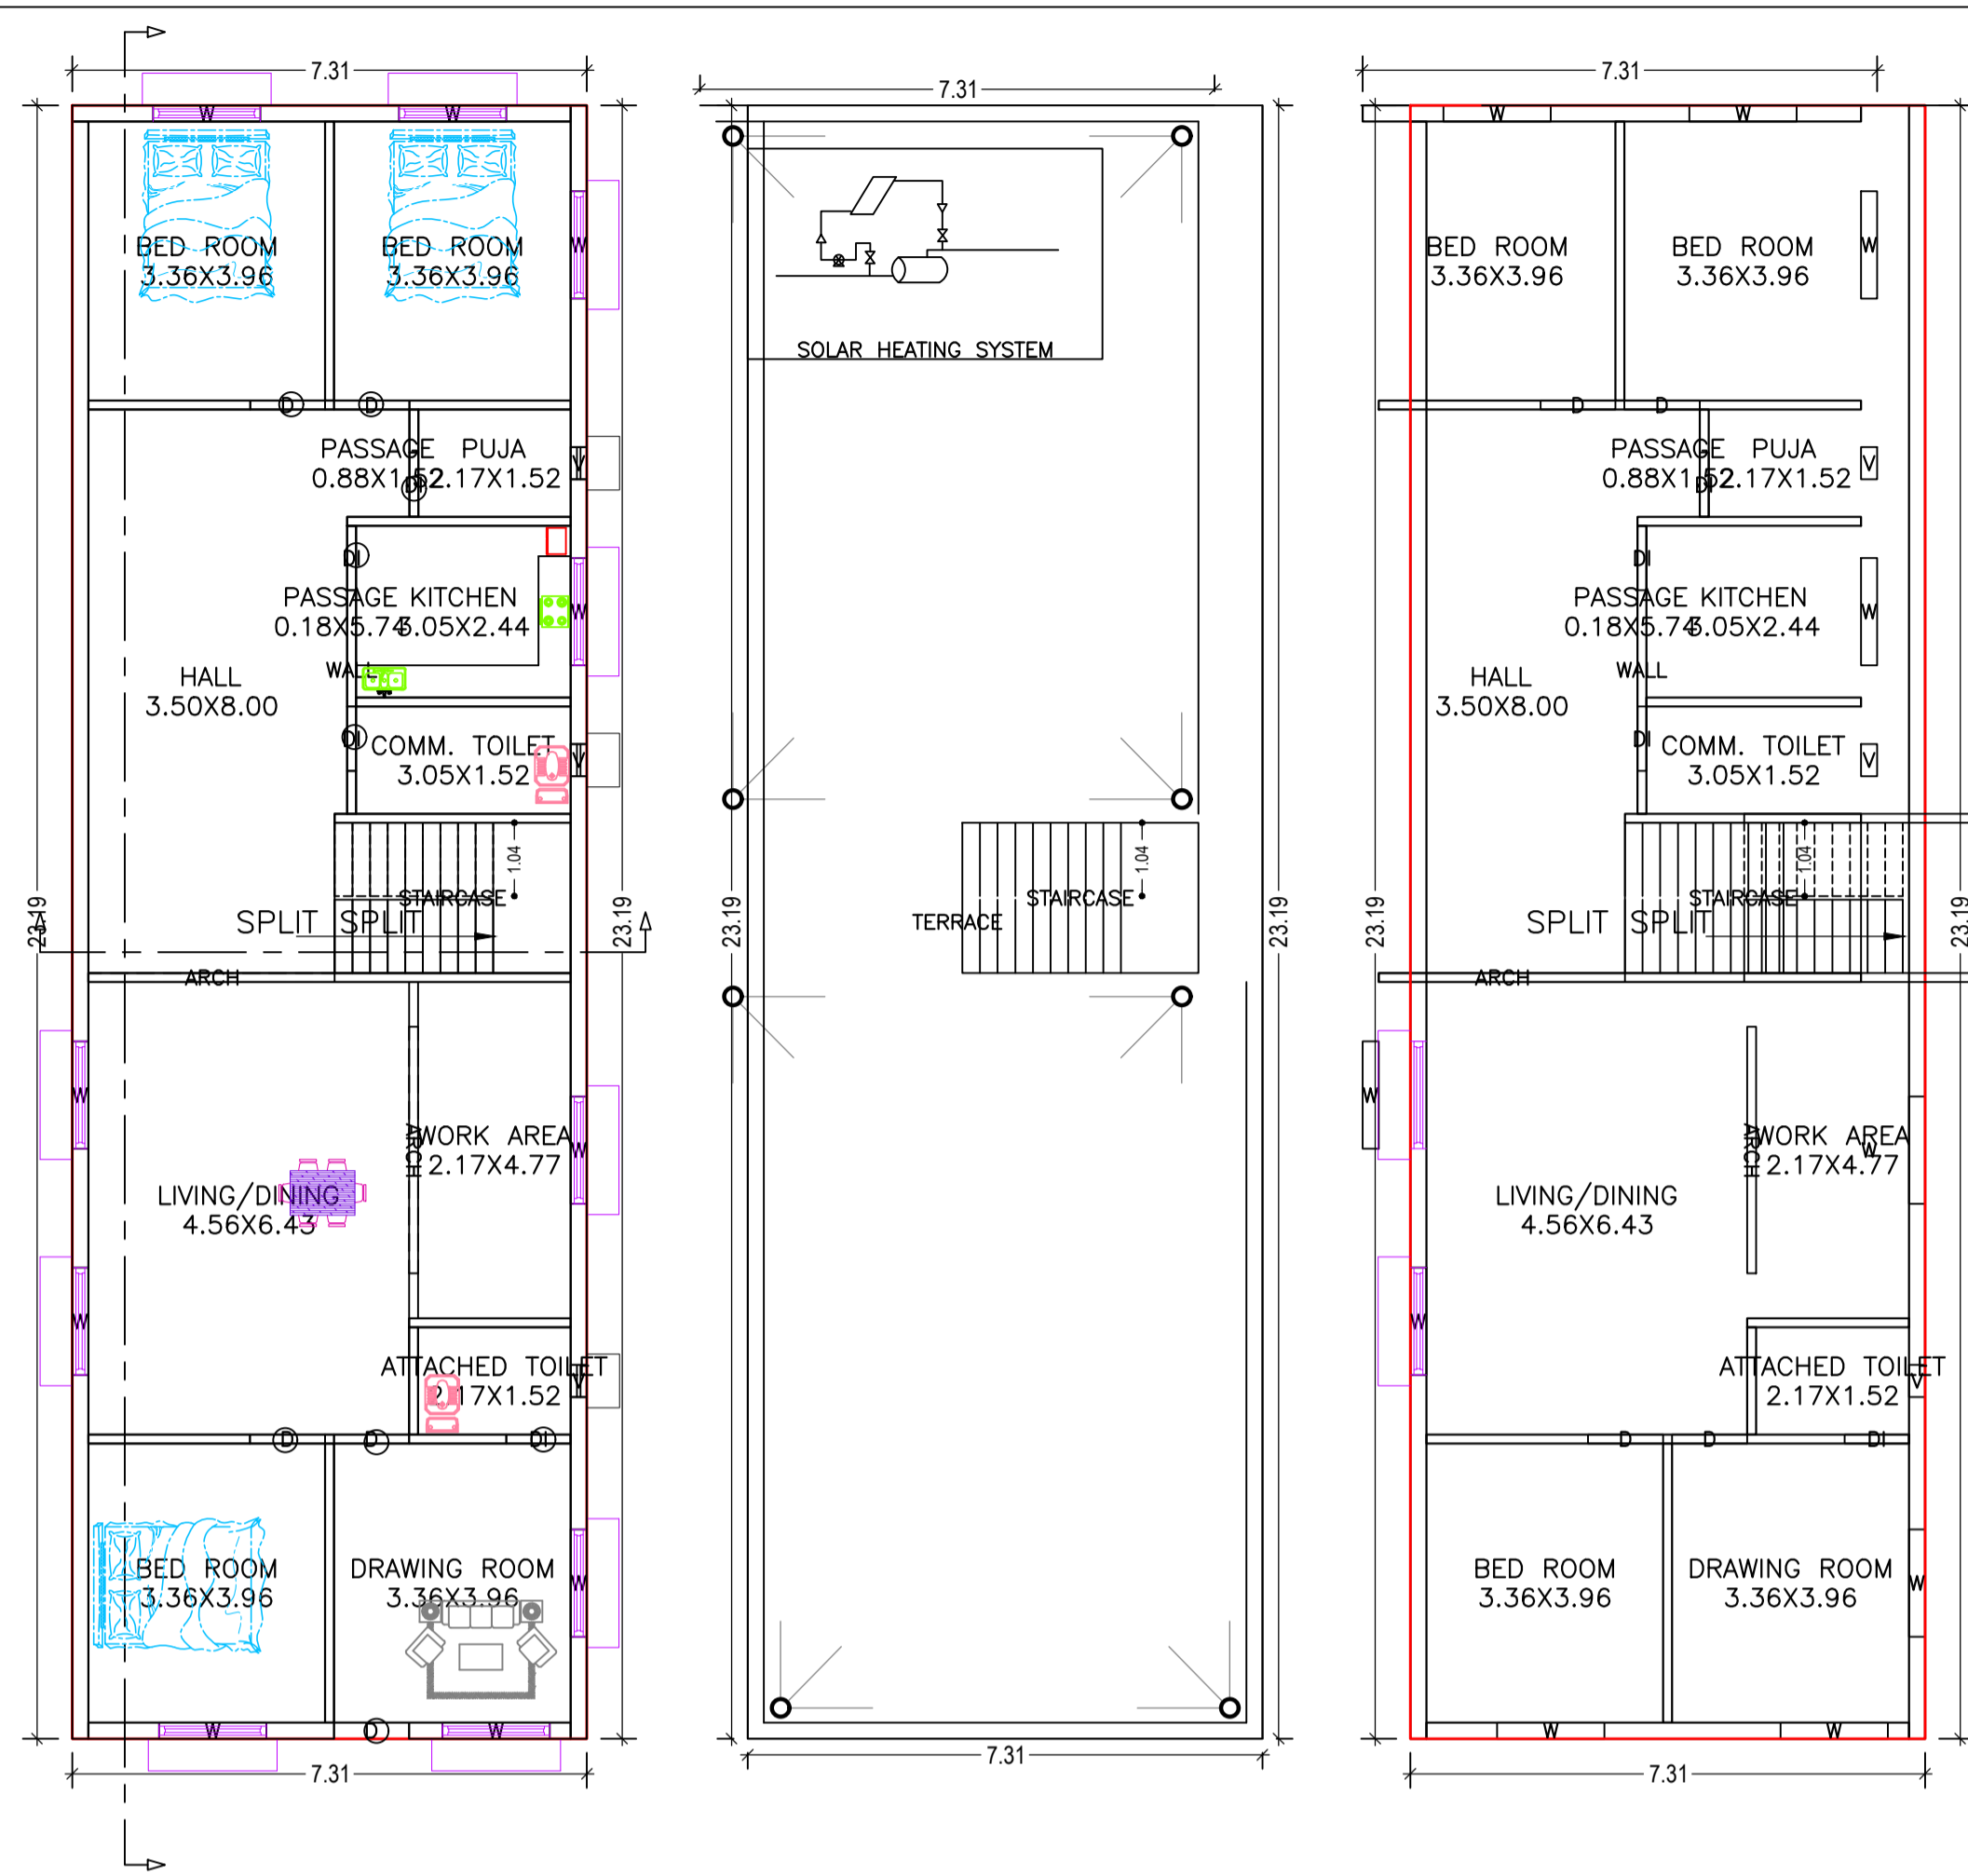 7.31
W
W
BED ROOM
3.36X3.96
BED ROOM
3.36X3.96
W
D
D
PASSAGE
0.88X1.52
PUJA
2.17X1.52
V
DI
DI
PASSAGE
0.18X5.74
KITCHEN
3.05X2.44
W
WALL
HALL
3.50X8.00
DI
COMM. TOILET
3.05X1.52
V
1.04
STAIRCASE
SPLIT SPLIT
23.19
23.19
ARCH
W
ARCH
WORK AREA
2.17X4.77
W
LIVING/DINING
4.56X6.43
W
ATTACHED TOILET
2.17X1.52
V
D
D
DI
BED ROOM
3.36X3.96
DRAWING ROOM
3.36X3.96
W
W
D
W
7.31
7.31
SOLAR HEATING SYSTEM
1.04
STAIRCASE
TERRACE
23.19
23.19
7.31
7.31
W
W
BED ROOM
3.36X3.96
BED ROOM
3.36X3.96
W
D
D
PASSAGE
0.88X1.52
PUJA
2.17X1.52
V
DI
DI
PASSAGE
0.18X5.74
KITCHEN
3.05X2.44
W
WALL
HALL
3.50X8.00
DI
COMM. TOILET
3.05X1.52
V
1.04
STAIRCASE
SPLIT SPLIT
23.19
23.19
ARCH
W
ARCH
WORK AREA
2.17X4.77
W
LIVING/DINING
4.56X6.43
W
ATTACHED TOILET
2.17X1.52
V
D
D
DI
BED ROOM
3.36X3.96
DRAWING ROOM
3.36X3.96
W
W
W
7.31